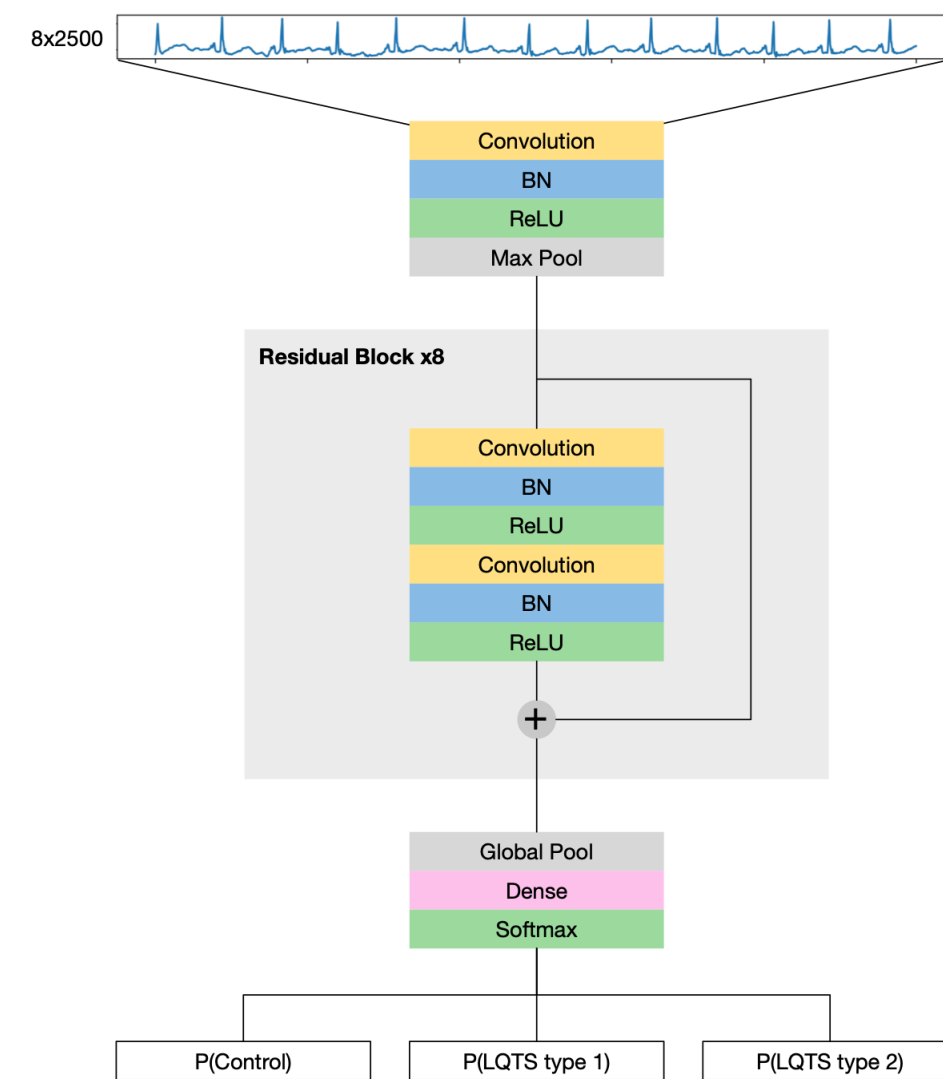 8x2500
Convolution
BN
ReLU
Max Pool
Residual Block x8
Convolution
BN
ReLU
Convolution
BN
ReLU
+
Global Pool
Dense
Softmax
P(Control)
P(LQTS type 1)
P(LQTS type 2)